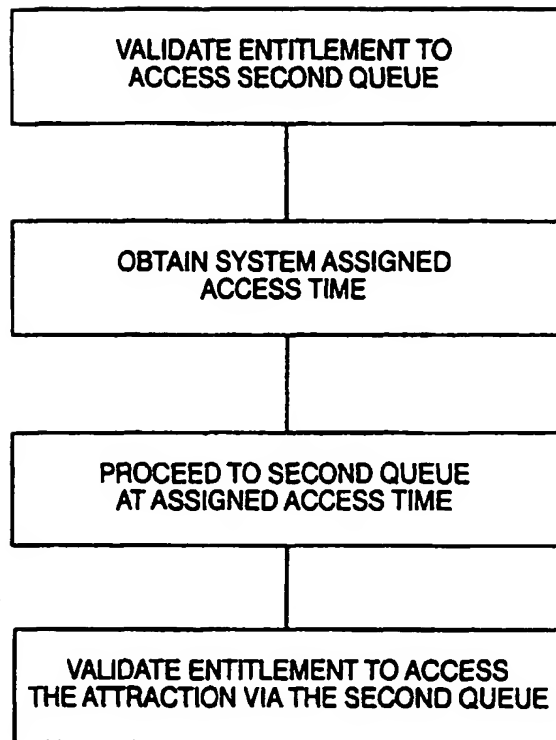 VALIDATE ENTITLEMENT TO
ACCESS SECOND QUEUE
OBTAIN SYSTEM ASSIGNED
ACCESS TIME
PROCEED TO SECOND QUEUE
AT ASSIGNED ACCESS TIME
VALIDATE ENTITLEMENT TO ACCESS
THE ATTRACTION VIA THE SECOND QUEUE